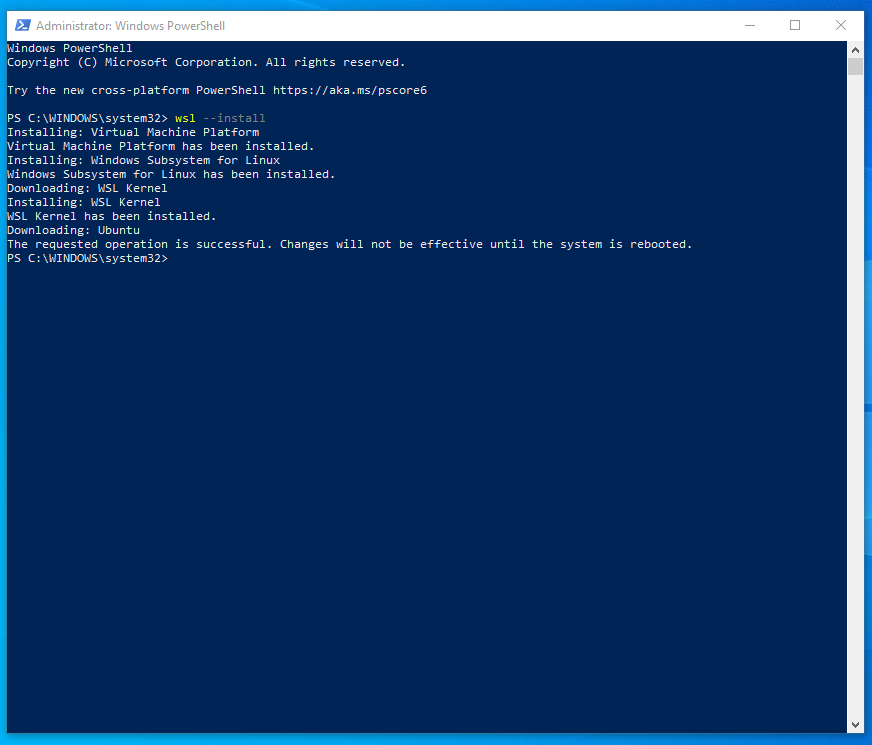 Administrator: Windows PowerShell
Windows PowerShell
Copyright (C) Microsoft Corporation. All rights reserved.
Try the new cross-platform PowerShell https://aka.ms/pscore6
PS C:\WINDOWS\system32> wsl --install
Installing: Virtual Machine Platform
Virtual Machine Platform has been installed.
Installing: Windows Subsystem for Linux
Windows Subsystem for Linux has been installed.
Downloading: WSL Kernel
Installing: WSL Kernel
WSL Kernel has been installed.
Downloading: Ubuntu
The requested operation is successful. Changes will not be effective until the system is rebooted.
PS C:\WINDOWS\system32>